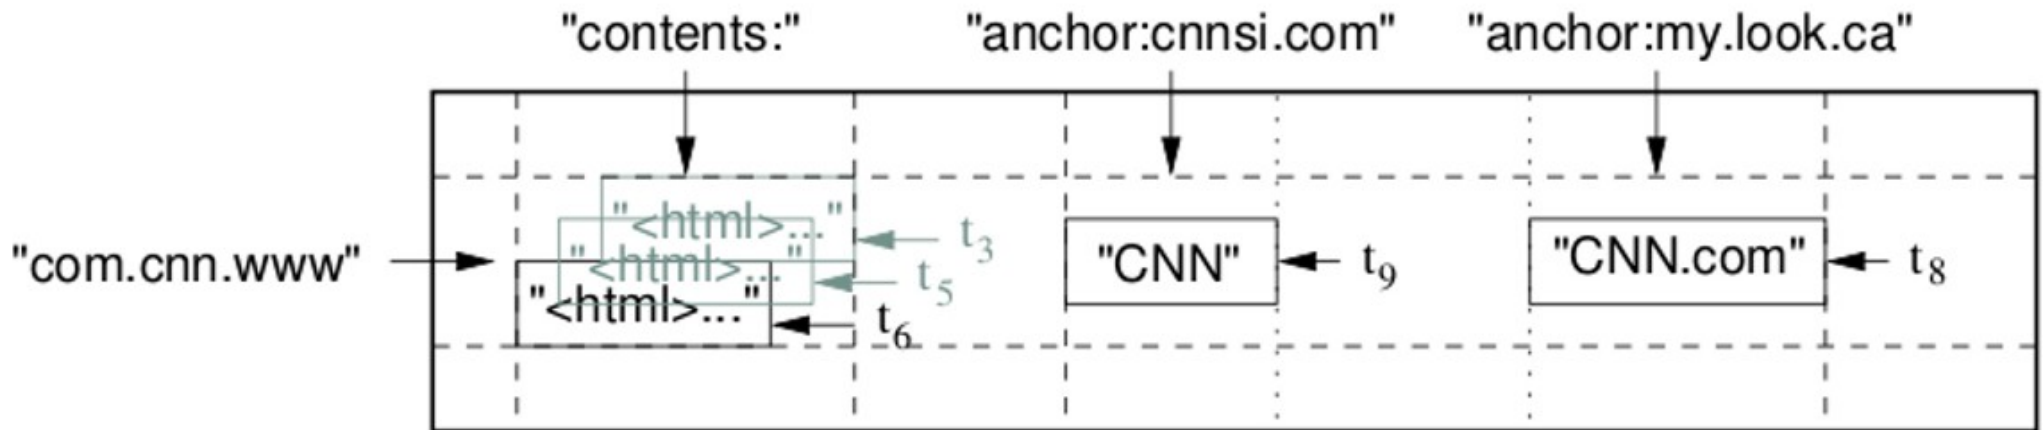 "contents:" "anchor:cnnsi.com" "anchor:my.look.ca"
"<html>..." t3
"com.cnn.www" "<html>..." t5 "CNN" t9 "CNN.com" t8
"<html>..." t6